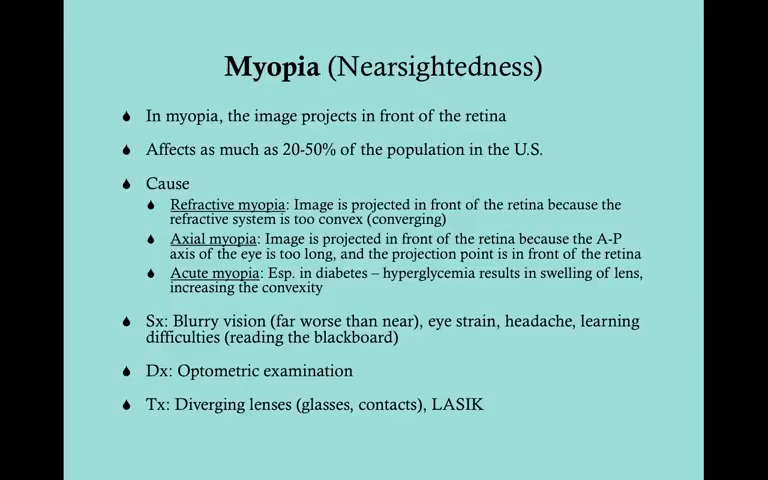 Myopia (Nearsightedness)
In myopia, the image projects in front of the retina
Affects as much as 20-50% of the population in the U.S.
Cause
Refractive myopia: Image is projected in front of the retina because the
refractive system is too convex (converging)
Axial myopia: Image is projected in front of the retina because the A-P
axis of the eye is too long, and the projection point is in front of the retina
Acute myopia: Esp. in diabetes – hyperglycemia results in swelling of lens,
increasing the convexity
Sx: Blurry vision (far worse than near), eye strain, headache, learning
difficulties (reading the blackboard)
Dx: Optometric examination
Tx: Diverging lenses (glasses, contacts), LASIK